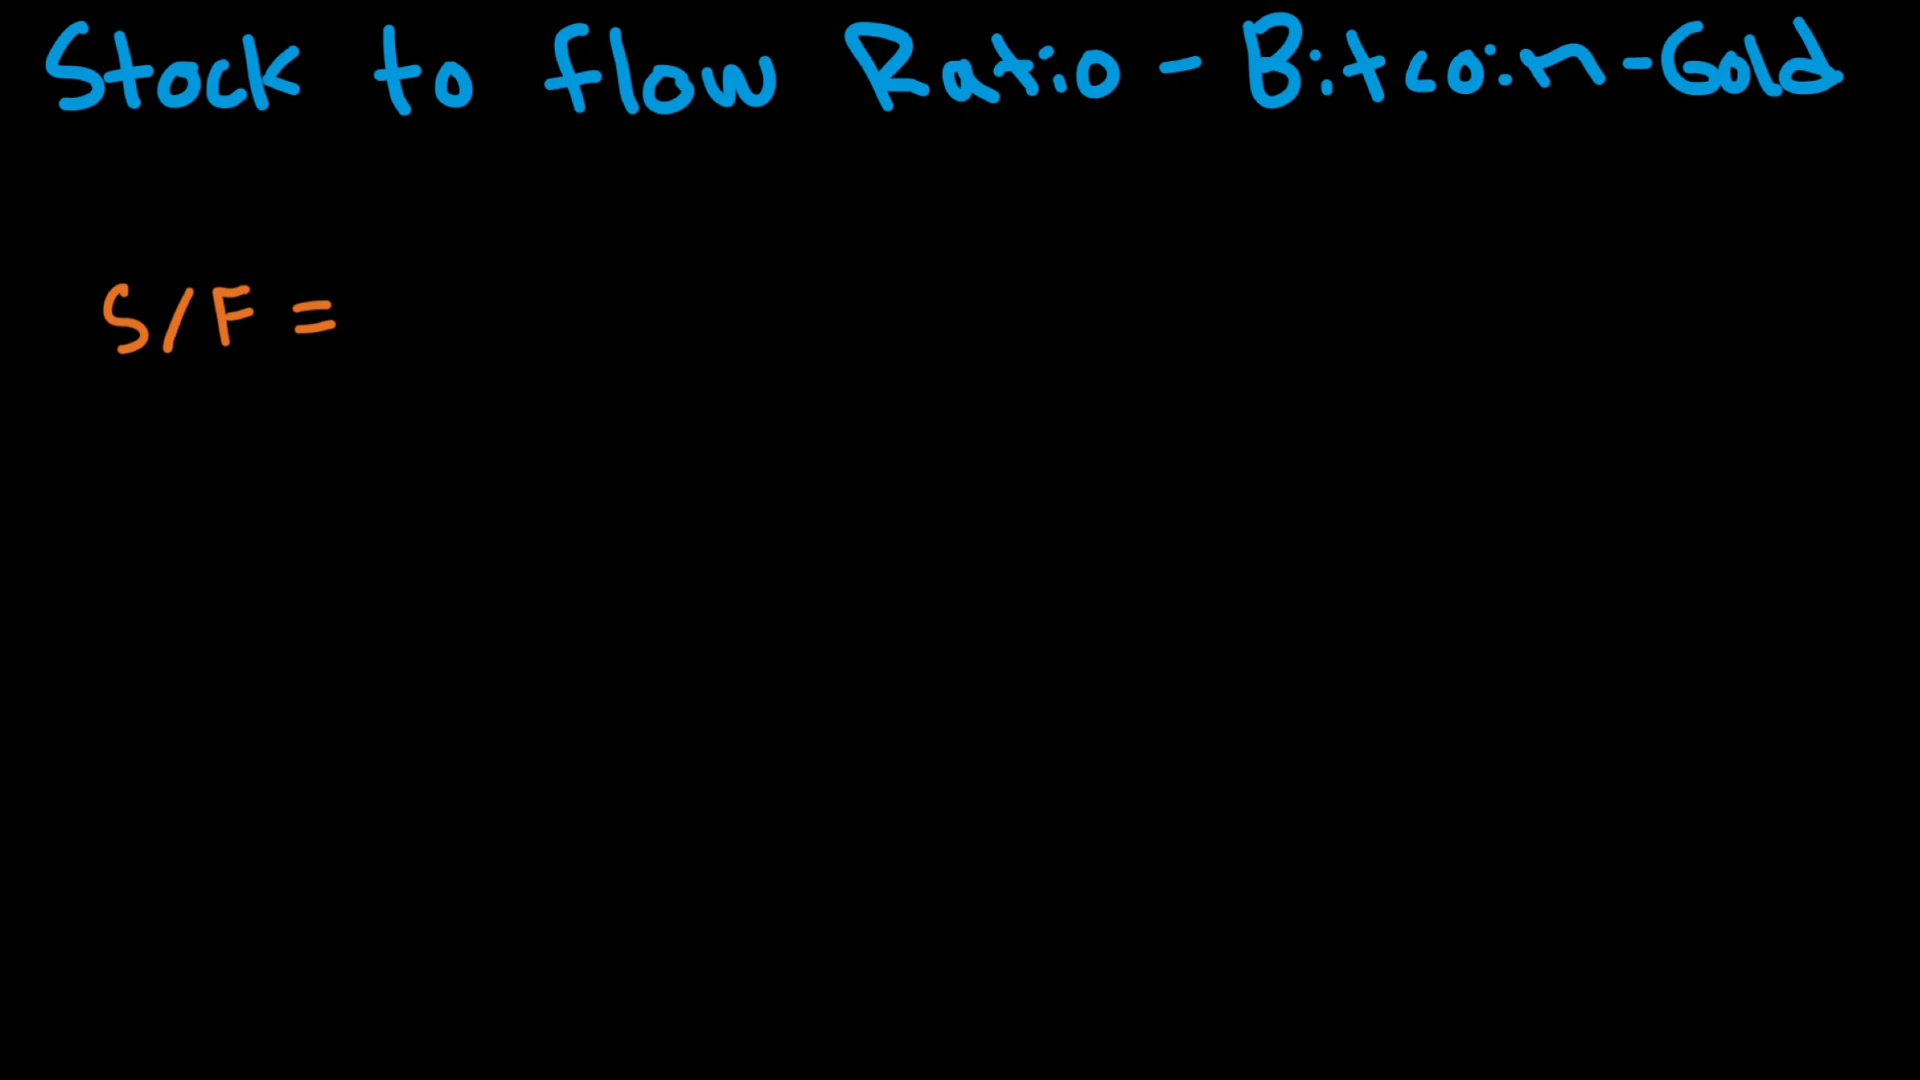 Stock to flow Ratio - Bitcoin-Gold
S/F =